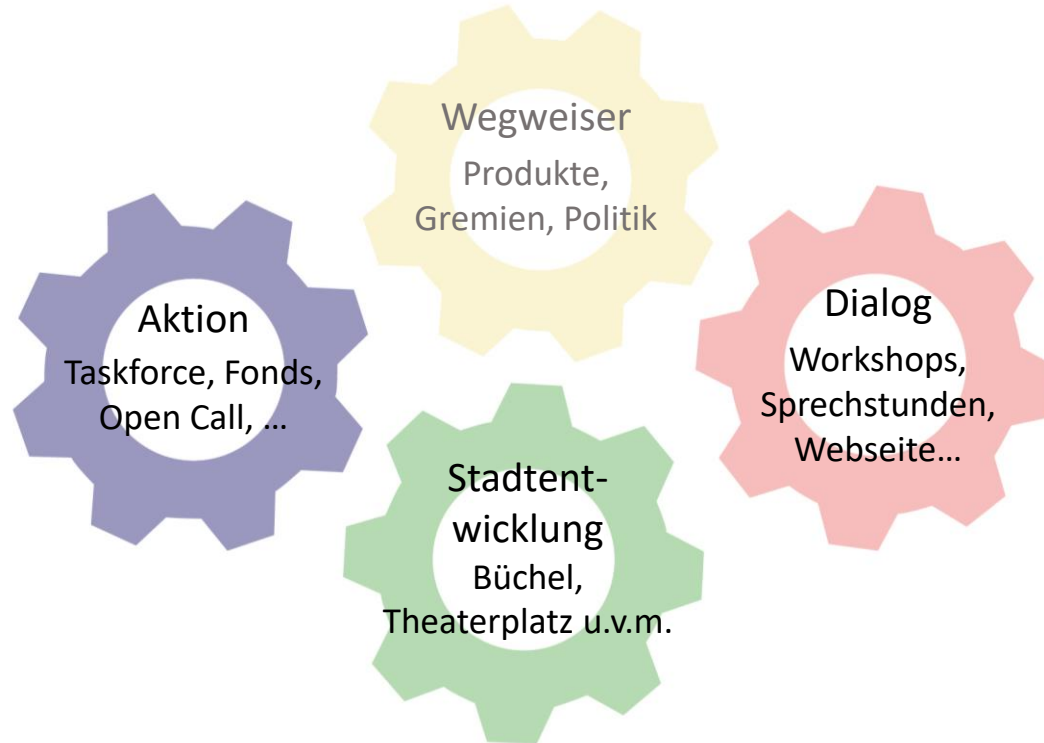 Wegweiser
Produkte,
Gremien, Politik
Aktion
Taskforce, Fonds,
Open Call, …
Dialog
Workshops,
Sprechstunden,
Webseite…
Stadtent-
wicklung
Büchel,
Theaterplatz u.v.m.